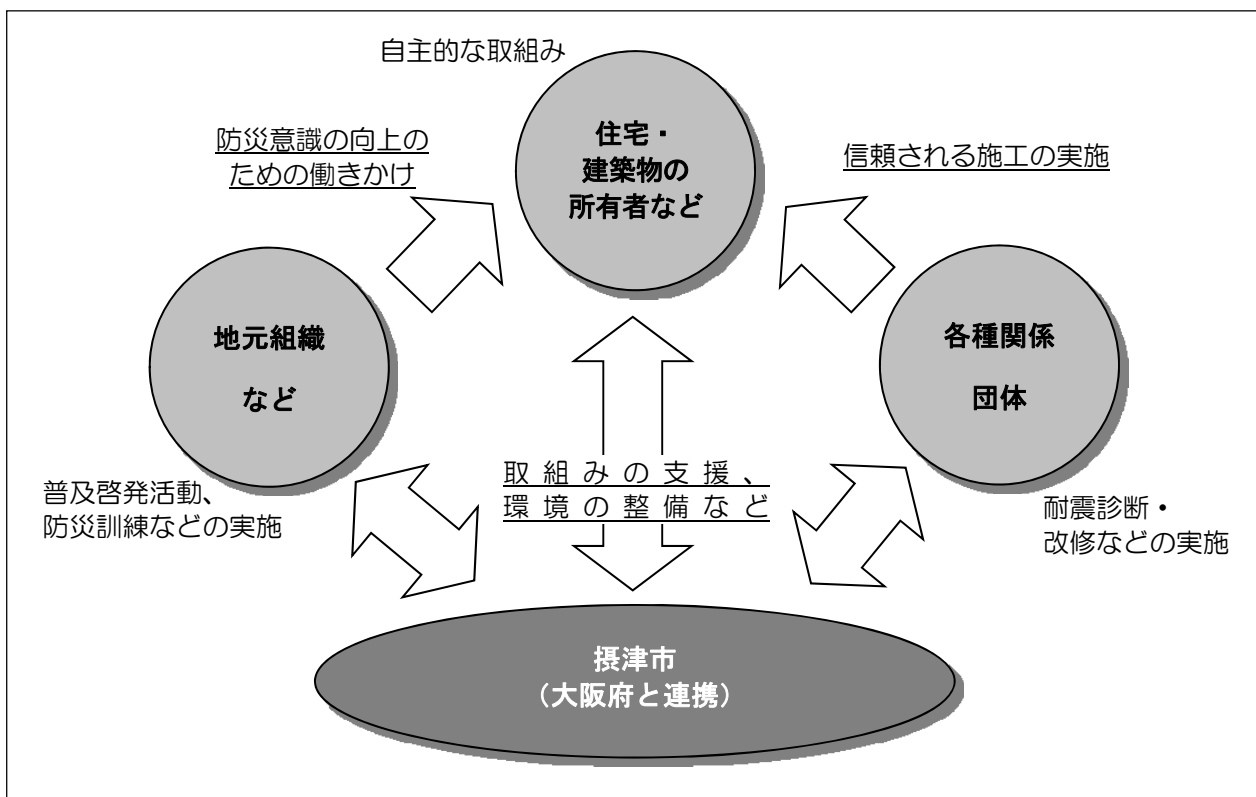 自主的な取組み
住宅・
建築物の
所有者など
防災意識の向上の
ための働きかけ
信頼される施工の実施
地元組織
など
各種関係
団体
取組みの支援、
環境の整備など
普及啓発活動、
防災訓練などの実施
耐震診断・
改修などの実施
摂津市
（大阪府と連携）